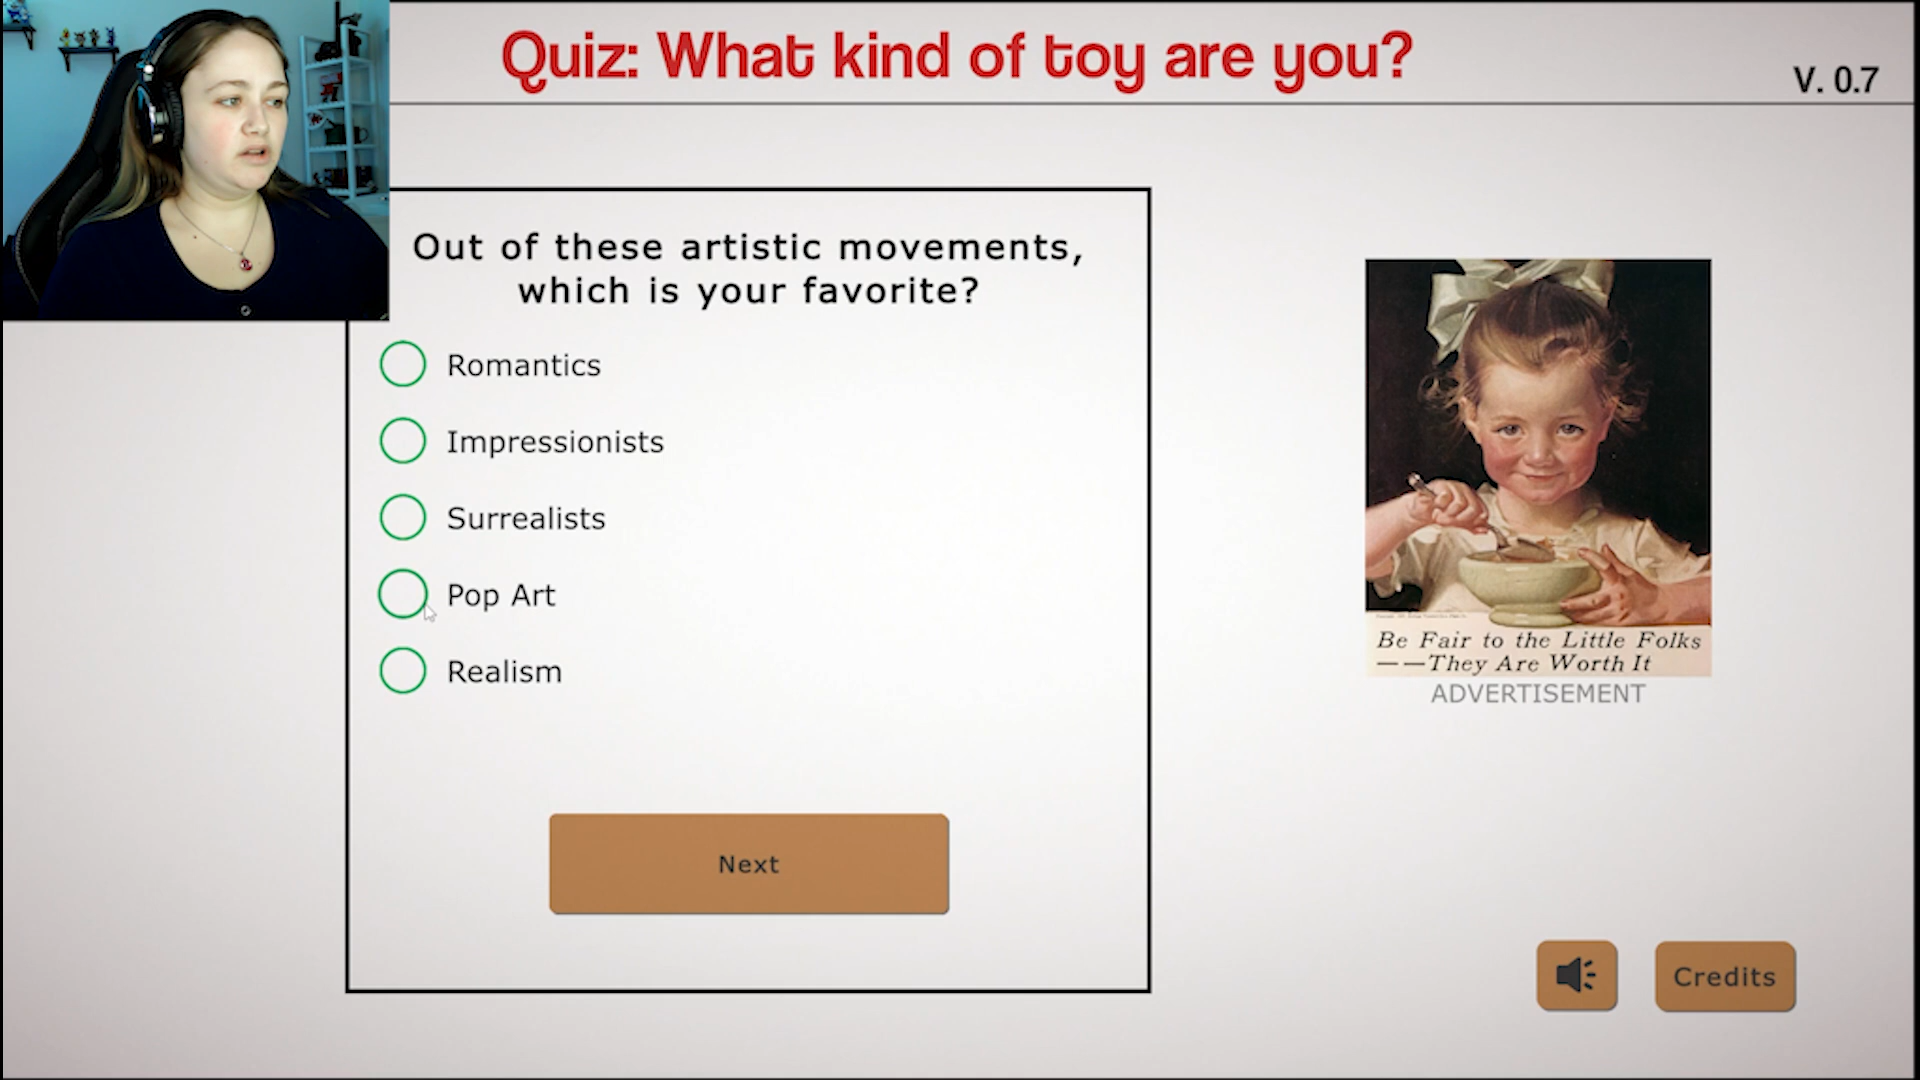 Quiz: What kind of toy are you?
V. 0.7
Out of these artistic movements,
which is your favorite?
Romantics
Impressionists
Surrealists
Pop Art
Realism
Next
Be Fair to the Little Folks
——They Are Worth It
ADVERTISEMENT
Credits